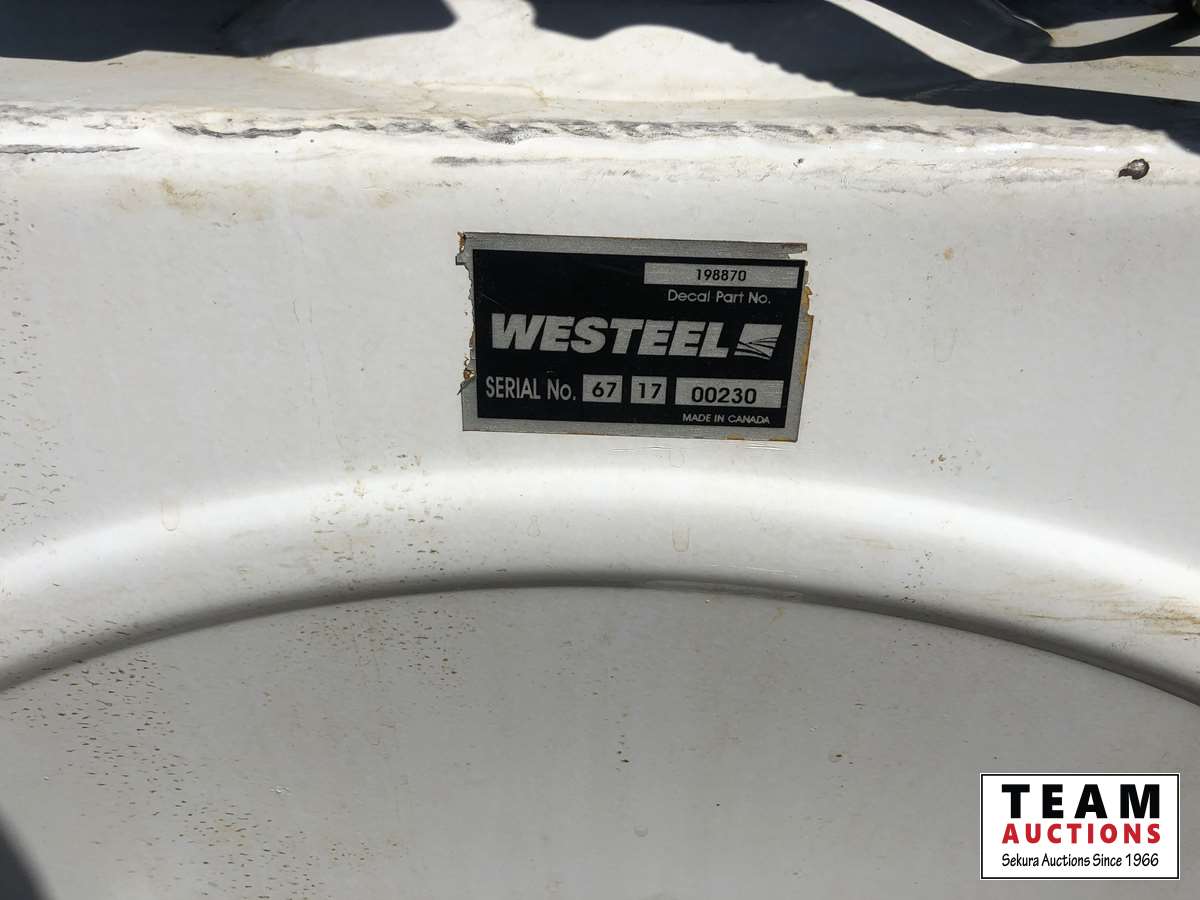 198870
Decal Part No.
WESTEEL
SERIAL No. 67 17 00230
MADE IN CANADA
TEAM
AUCTIONS
Sekura Auctions Since 1966